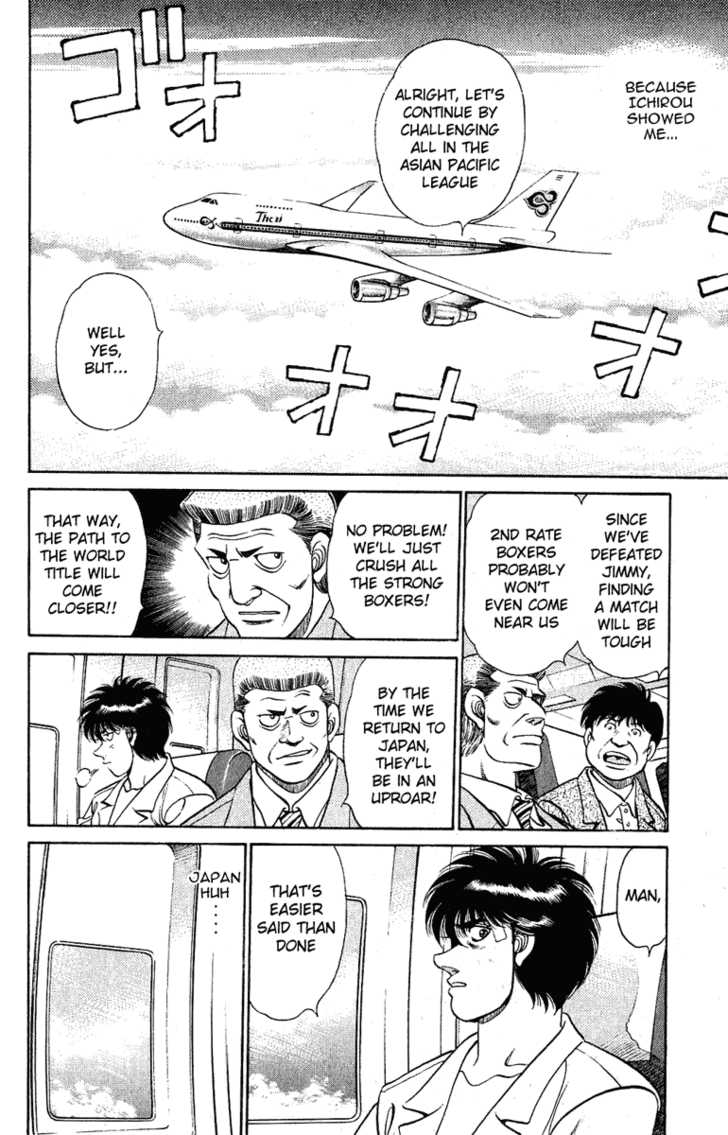 BECAUSE
ICHIROU
SHOWED
ME...
ゴォ
ALRIGHT, LET'S
CONTINUE BY
CHALLENGING
ALL IN THE
ASIAN PACIFIC
LEAGUE
Thai
WELL
YES,
BUT...
オ
オ
オ
SINCE
WE'VE
DEFEATED
JIMMY,
FINDING
A MATCH
WILL BE
TOUGH
2ND RATE
BOXERS
PROBABLY
WON'T
EVEN COME
NEAR US
NO PROBLEM!
WE'LL JUST
CRUSH ALL
THE STRONG
BOXERS!
THAT WAY,
THE PATH TO
THE WORLD
TITLE WILL
COME
CLOSER!!
BY THE
TIME WE
RETURN TO
JAPAN,
THEY'LL
BE IN AN
UPROAR!
MAN,
THAT'S
EASIER
SAID THAN
DONE
JAPAN
HUH
....